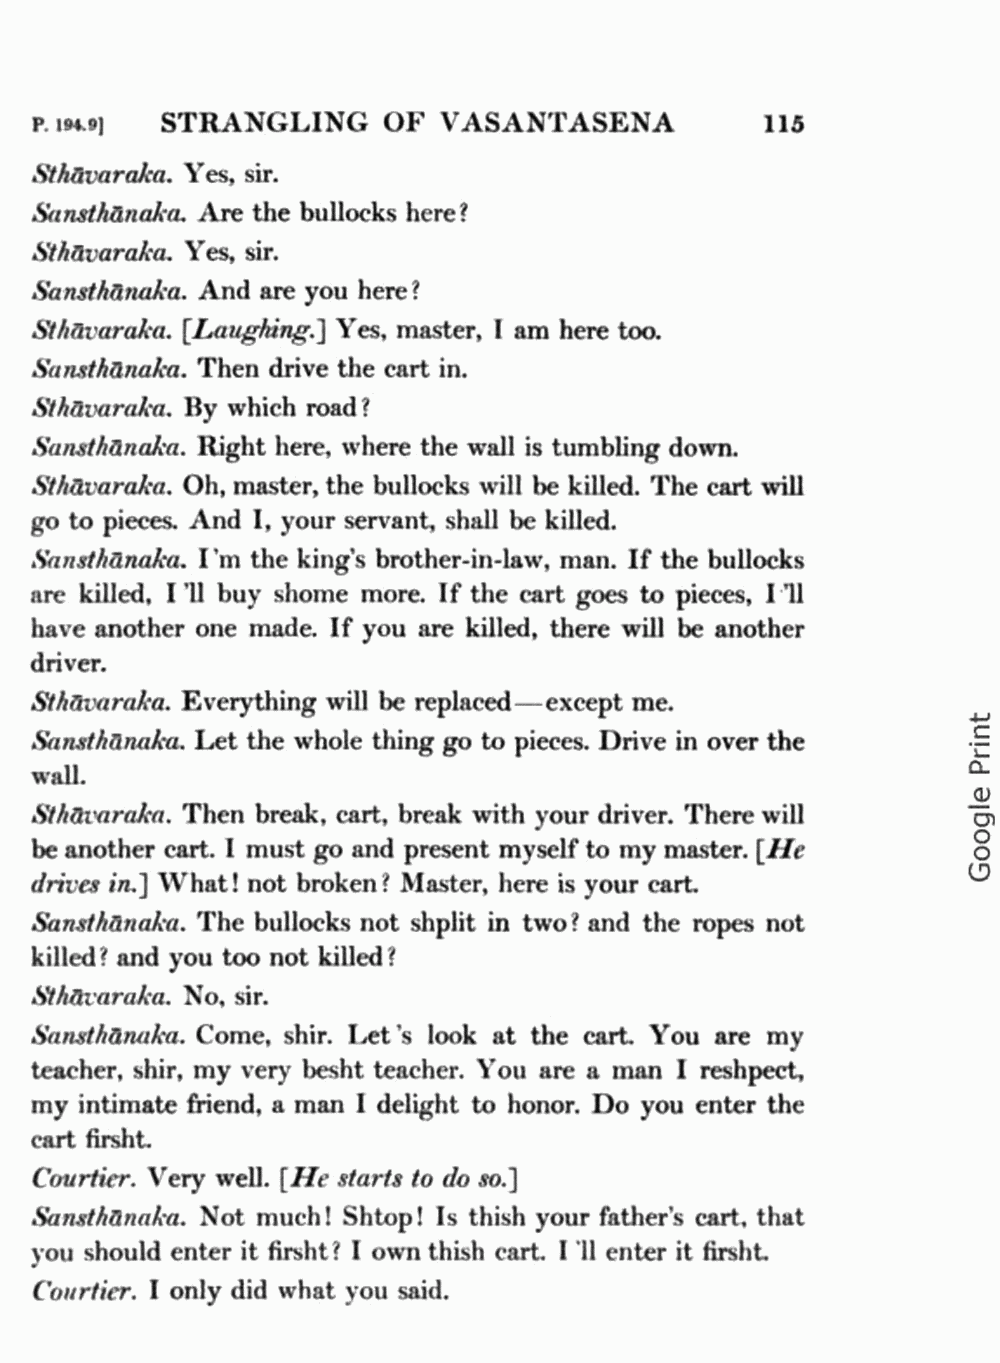 P. 194.9] STRANGLING OF VASANTASENA 115
Sthāvaraka. Yes, sir.
Sansthānaka. Are the bullocks here?
Sthāvaraka. Yes, sir.
Sansthānaka. And are you here?
Sthāvaraka. [Laughing.] Yes, master, I am here too.
Sansthānaka. Then drive the cart in.
Sthāvaraka. By which road?
Sansthānaka. Right here, where the wall is tumbling down.
Sthāvaraka. Oh, master, the bullocks will be killed. The cart will
go to pieces. And I, your servant, shall be killed.
Sansthānaka. I'm the king's brother-in-law, man. If the bullocks
are killed, I'll buy shome more. If the cart goes to pieces, I'll
have another one made. If you are killed, there will be another
driver.
Sthāvaraka. Everything will be replaced—except me.
Sansthānaka. Let the whole thing go to pieces. Drive in over the
wall.
Sthāvaraka. Then break, cart, break with your driver. There will
be another cart. I must go and present myself to my master. [He
drives in.] What! not broken? Master, here is your cart.
Sansthānaka. The bullocks not shplit in two? and the ropes not
killed? and you too not killed?
Sthāvaraka. No, sir.
Sansthānaka. Come, shir. Let's look at the cart. You are my
teacher, shir, my very besht teacher. You are a man I reshpect,
my intimate friend, a man I delight to honor. Do you enter the
cart firsht.
Courtier. Very well. [He starts to do so.]
Sansthānaka. Not much! Shtop! Is thish your father's cart, that
you should enter it firsht? I own thish cart. I'll enter it firsht.
Courtier. I only did what you said.
Google Print